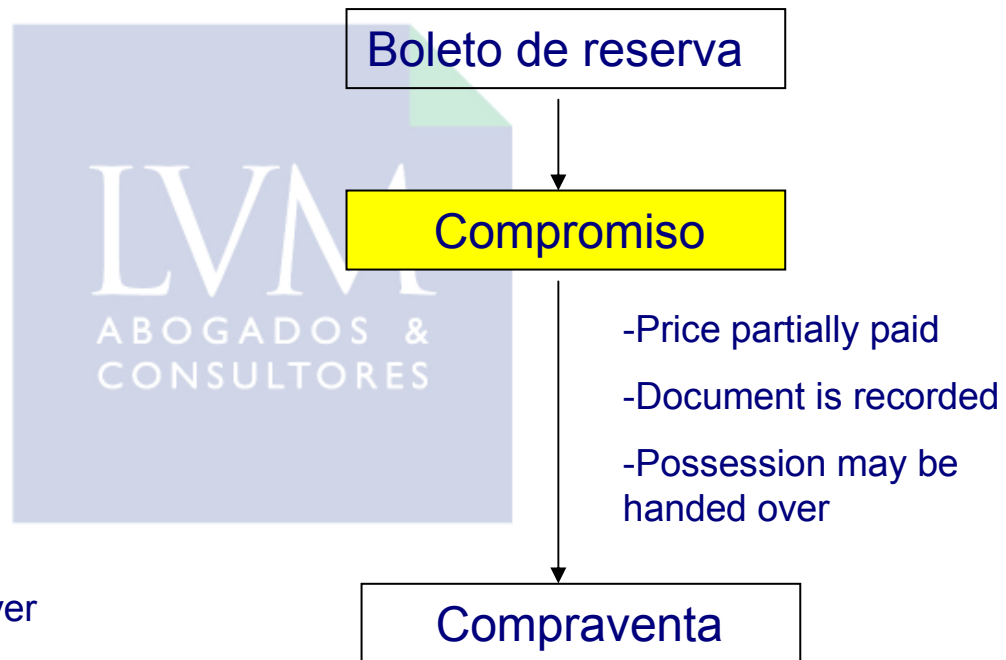 Boleto de reserva
Compromiso
LVM
ABOGADOS &
CONSULTORES
-Price partially paid
-Document is recorded
-Possession may be
handed over
Compraventa